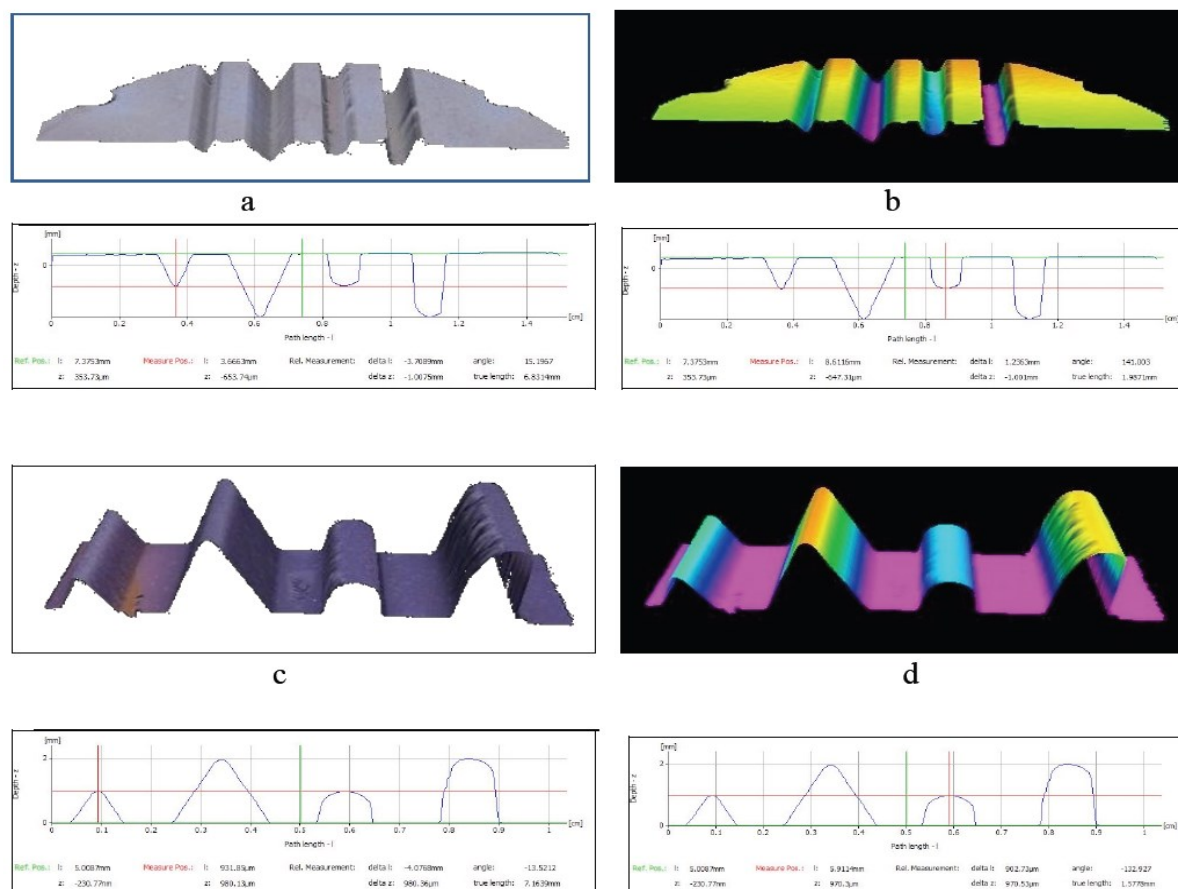 a
b
[mm]
Depth - z
0
0
0.2
0.4
0.6
0.8
1
1.2
1.4
[cm]
Path length - l
Ref. Pos.: l: 7.3753mm Measure Pos.: l: 3.6663mm Rel. Measurement: delta l: -3.7089mm angle: 15.1967
z: 353.73µm z: -653.74µm delta z: -1.0075mm true length: 6.8314mm
[mm]
Depth - z
0
0
0.2
0.4
0.6
0.8
1
1.2
1.4
[cm]
Path length - l
Ref. Pos.: l: 7.3753mm Measure Pos.: l: 8.6116mm Rel. Measurement: delta l: 1.2363mm angle: 141.003
z: 353.73µm z: -647.31µm delta z: -1.001mm true length: 1.9871mm
c
d
[mm]
Depth - z
2
0
0
0.1
0.2
0.3
0.4
0.5
0.6
0.7
0.8
0.9
1
[cm]
Path length - l
Ref. Pos.: l: 5.0087mm Measure Pos.: l: 931.85µm Rel. Measurement: delta l: -4.0768mm angle: -13.5212
z: -230.77nm z: 980.13µm delta z: 980.36µm true length: 7.1639mm
[mm]
Depth - z
2
0
0
0.1
0.2
0.3
0.4
0.5
0.6
0.7
0.8
0.9
1
[cm]
Path length - l
Ref. Pos.: l: 5.0087mm Measure Pos.: l: 5.9114mm Rel. Measurement: delta l: 902.73µm angle: -132.927
z: -230.77nm z: 970.3µm delta z: 970.53µm true length: 1.5778mm